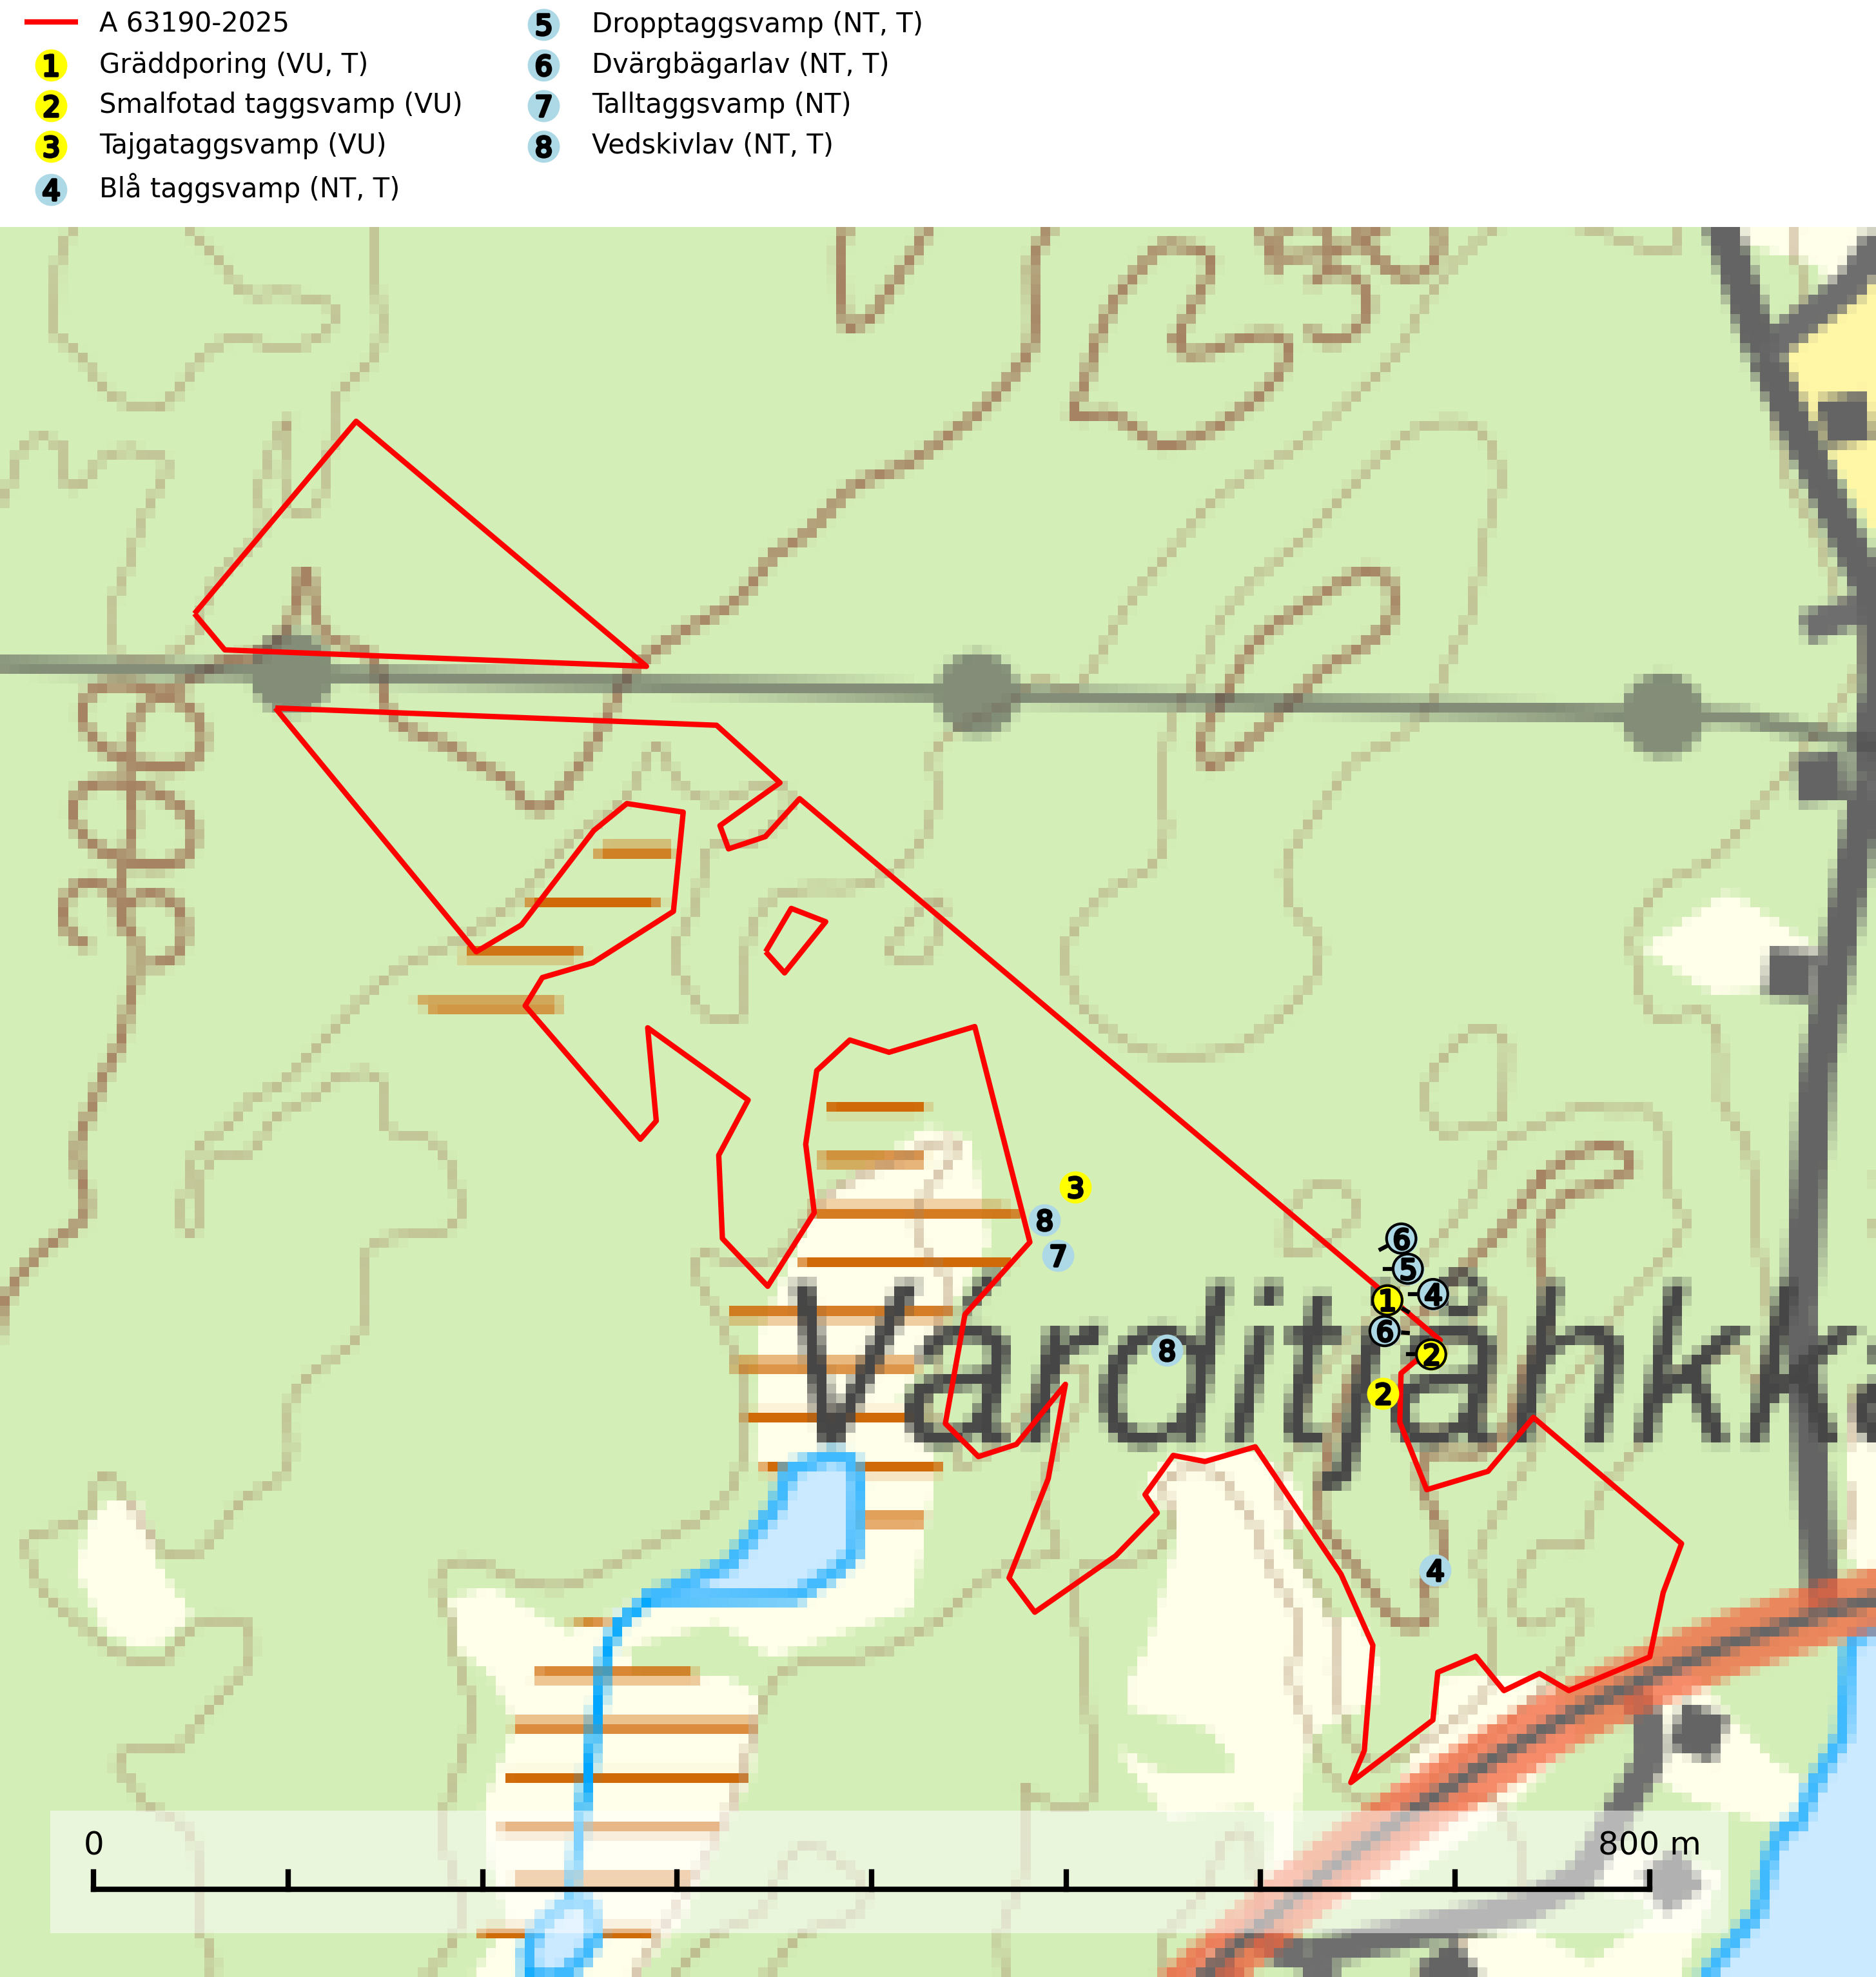 A 63190-2025
1 Gräddporing (VU, T)
2 Smalfotad taggsvamp (VU)
3 Tajgataggsvamp (VU)
4 Blå taggsvamp (NT, T)
5 Dropptaggsvamp (NT, T)
6 Dvärgbägarlav (NT, T)
7 Talltaggsvamp (NT)
8 Vedskivlav (NT, T)
3
8
7
6
5
4
1
6
2
8
2
Varditjåhkk
4
0 800 m